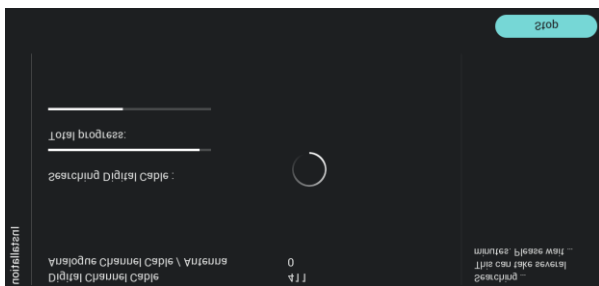 Installation
Digital Channel Cable 411
Analogue Channel Cable / Antenna 0
Searching Digital Cable :
Total progress:
Searching ...
This can take several
minutes. Please wait ...
Stop